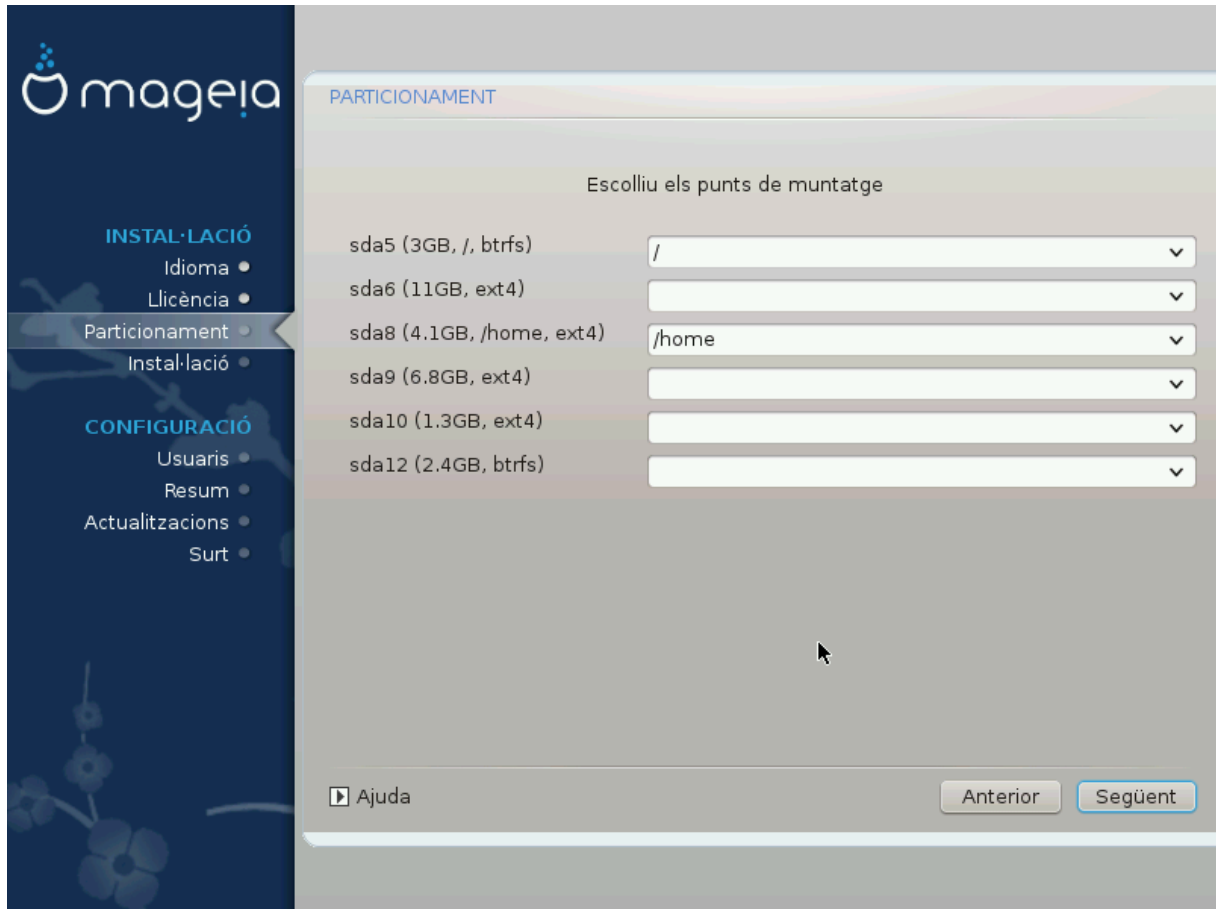 mageia
INSTAL·LACIÓ
Idioma
Llicència
Particionament
Instal·lació
CONFIGURACIÓ
Usuaris
Resum
Actualitzacions
Surt
PARTICIONAMENT
Escolliu els punts de muntatge
sda5 (3GB, /, btrfs) /
sda6 (11GB, ext4)
sda8 (4.1GB, /home, ext4) /home
sda9 (6.8GB, ext4)
sda10 (1.3GB, ext4)
sda12 (2.4GB, btrfs)
Ajuda Anterior Següent